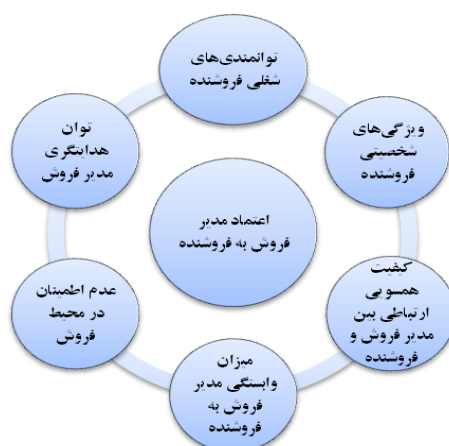 توانمندی‌های
شغلی فروشنده
ویژگی‌های
شخصیتی
فروشنده
کیفیت
همسویی
ارتباطی بین
مدیر فروش و
فروشنده
میزان
وابستگی مدیر
فروش به
فروشنده
عدم اطمینان
در محیط
فروش
توان
هدایتگری
مدیر فروش
اعتماد مدیر
فروش به فروشنده